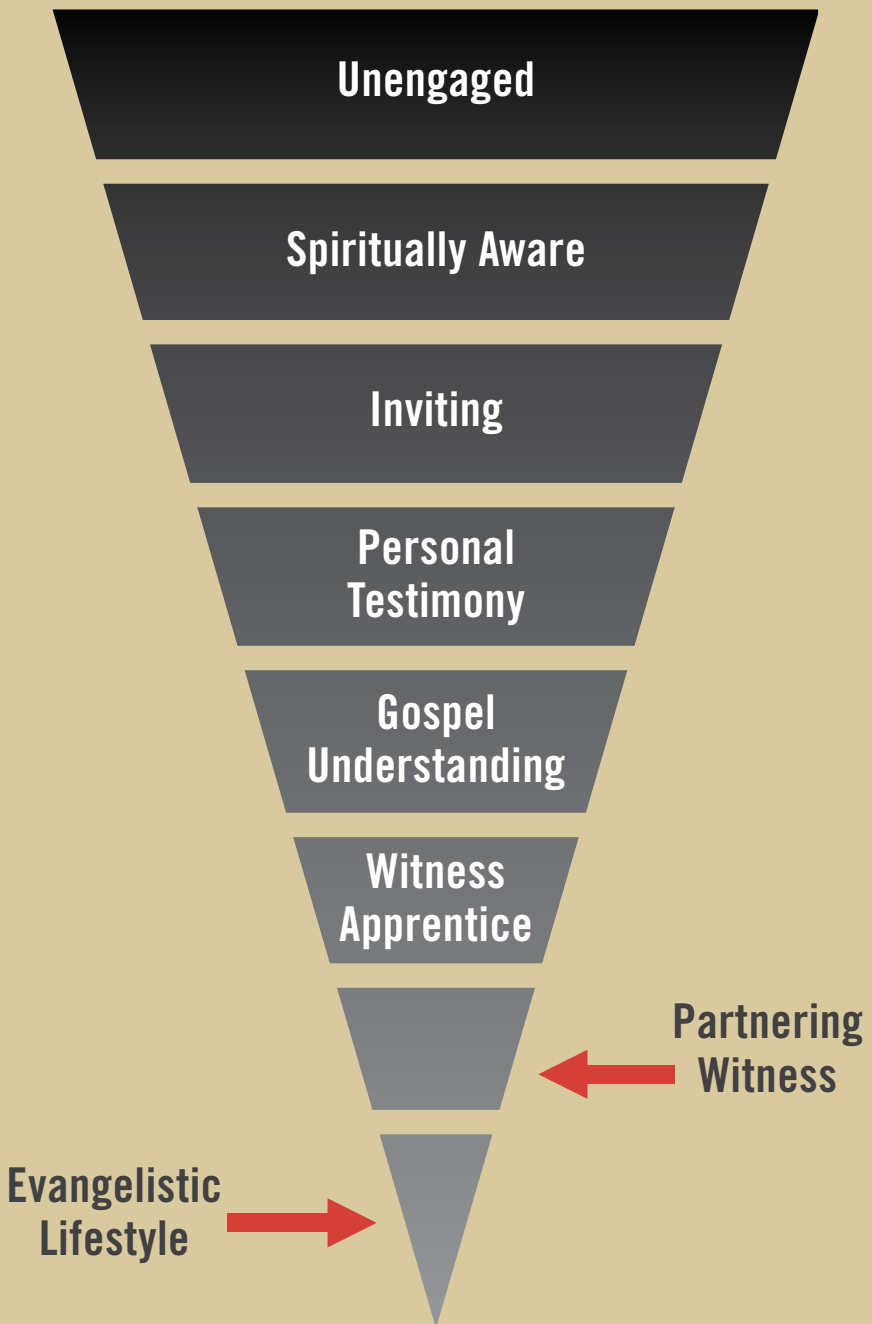 Unengaged
Spiritually Aware
Inviting
Personal
Testimony
Gospel
Understanding
Witness
Apprentice
Partnering
Witness
Evangelistic
Lifestyle